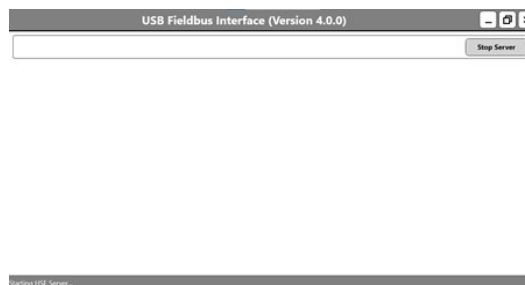 USB Fieldbus Interface (Version 4.0.0)
Stop Server
Starting HSE Server...